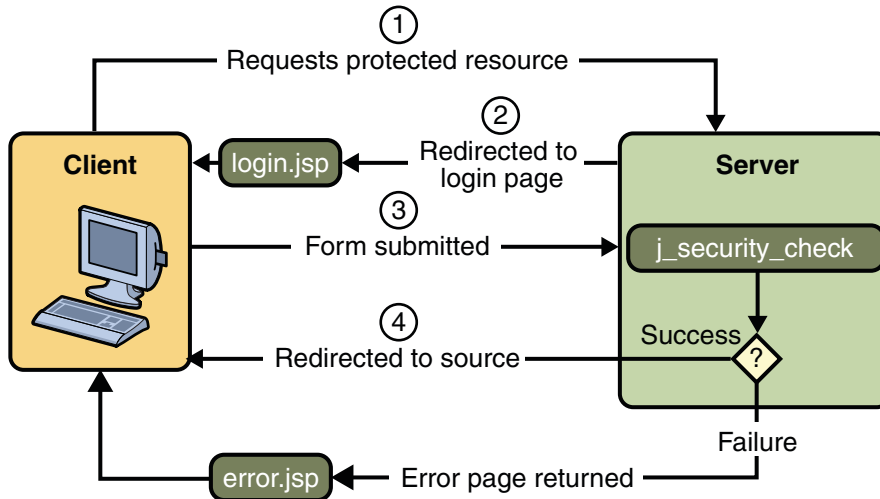 1
Requests protected resource
Client
login.jsp
2
Redirected to
login page
Server
3
Form submitted
j_security_check
4
Redirected to source
Success
?
Failure
error.jsp
Error page returned